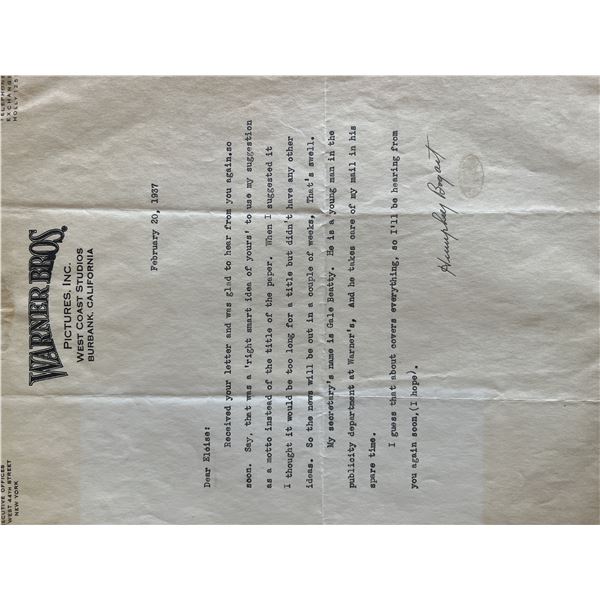 EXECUTIVE OFFICES
WEST 44TH STREET
NEW YORK
TELEPHONE
EXCHANGE
HOLLY 125
WARNER BROS.
PICTURES, INC.
WEST COAST STUDIOS
BURBANK, CALIFORNIA
February 20, 1937
Dear Eloise:
Received your letter and was glad to hear from you again, so
soon. Say, that was a 'right smart idea of yours' to use my suggestion
as a motto instead of the title of the paper. When I suggested it
I thought it would be too long for a title but didn't have any other
ideas. So the news will be out in a couple of weeks, That's swell.
My secretary's name is Gale Beatty. He is a young man in the
publicity department at Warner's, And he takes care of my mail in his
spare time.
I guess that about covers everything, so I'll be hearing from
you again soon,(I hope).
Humphrey Bogart